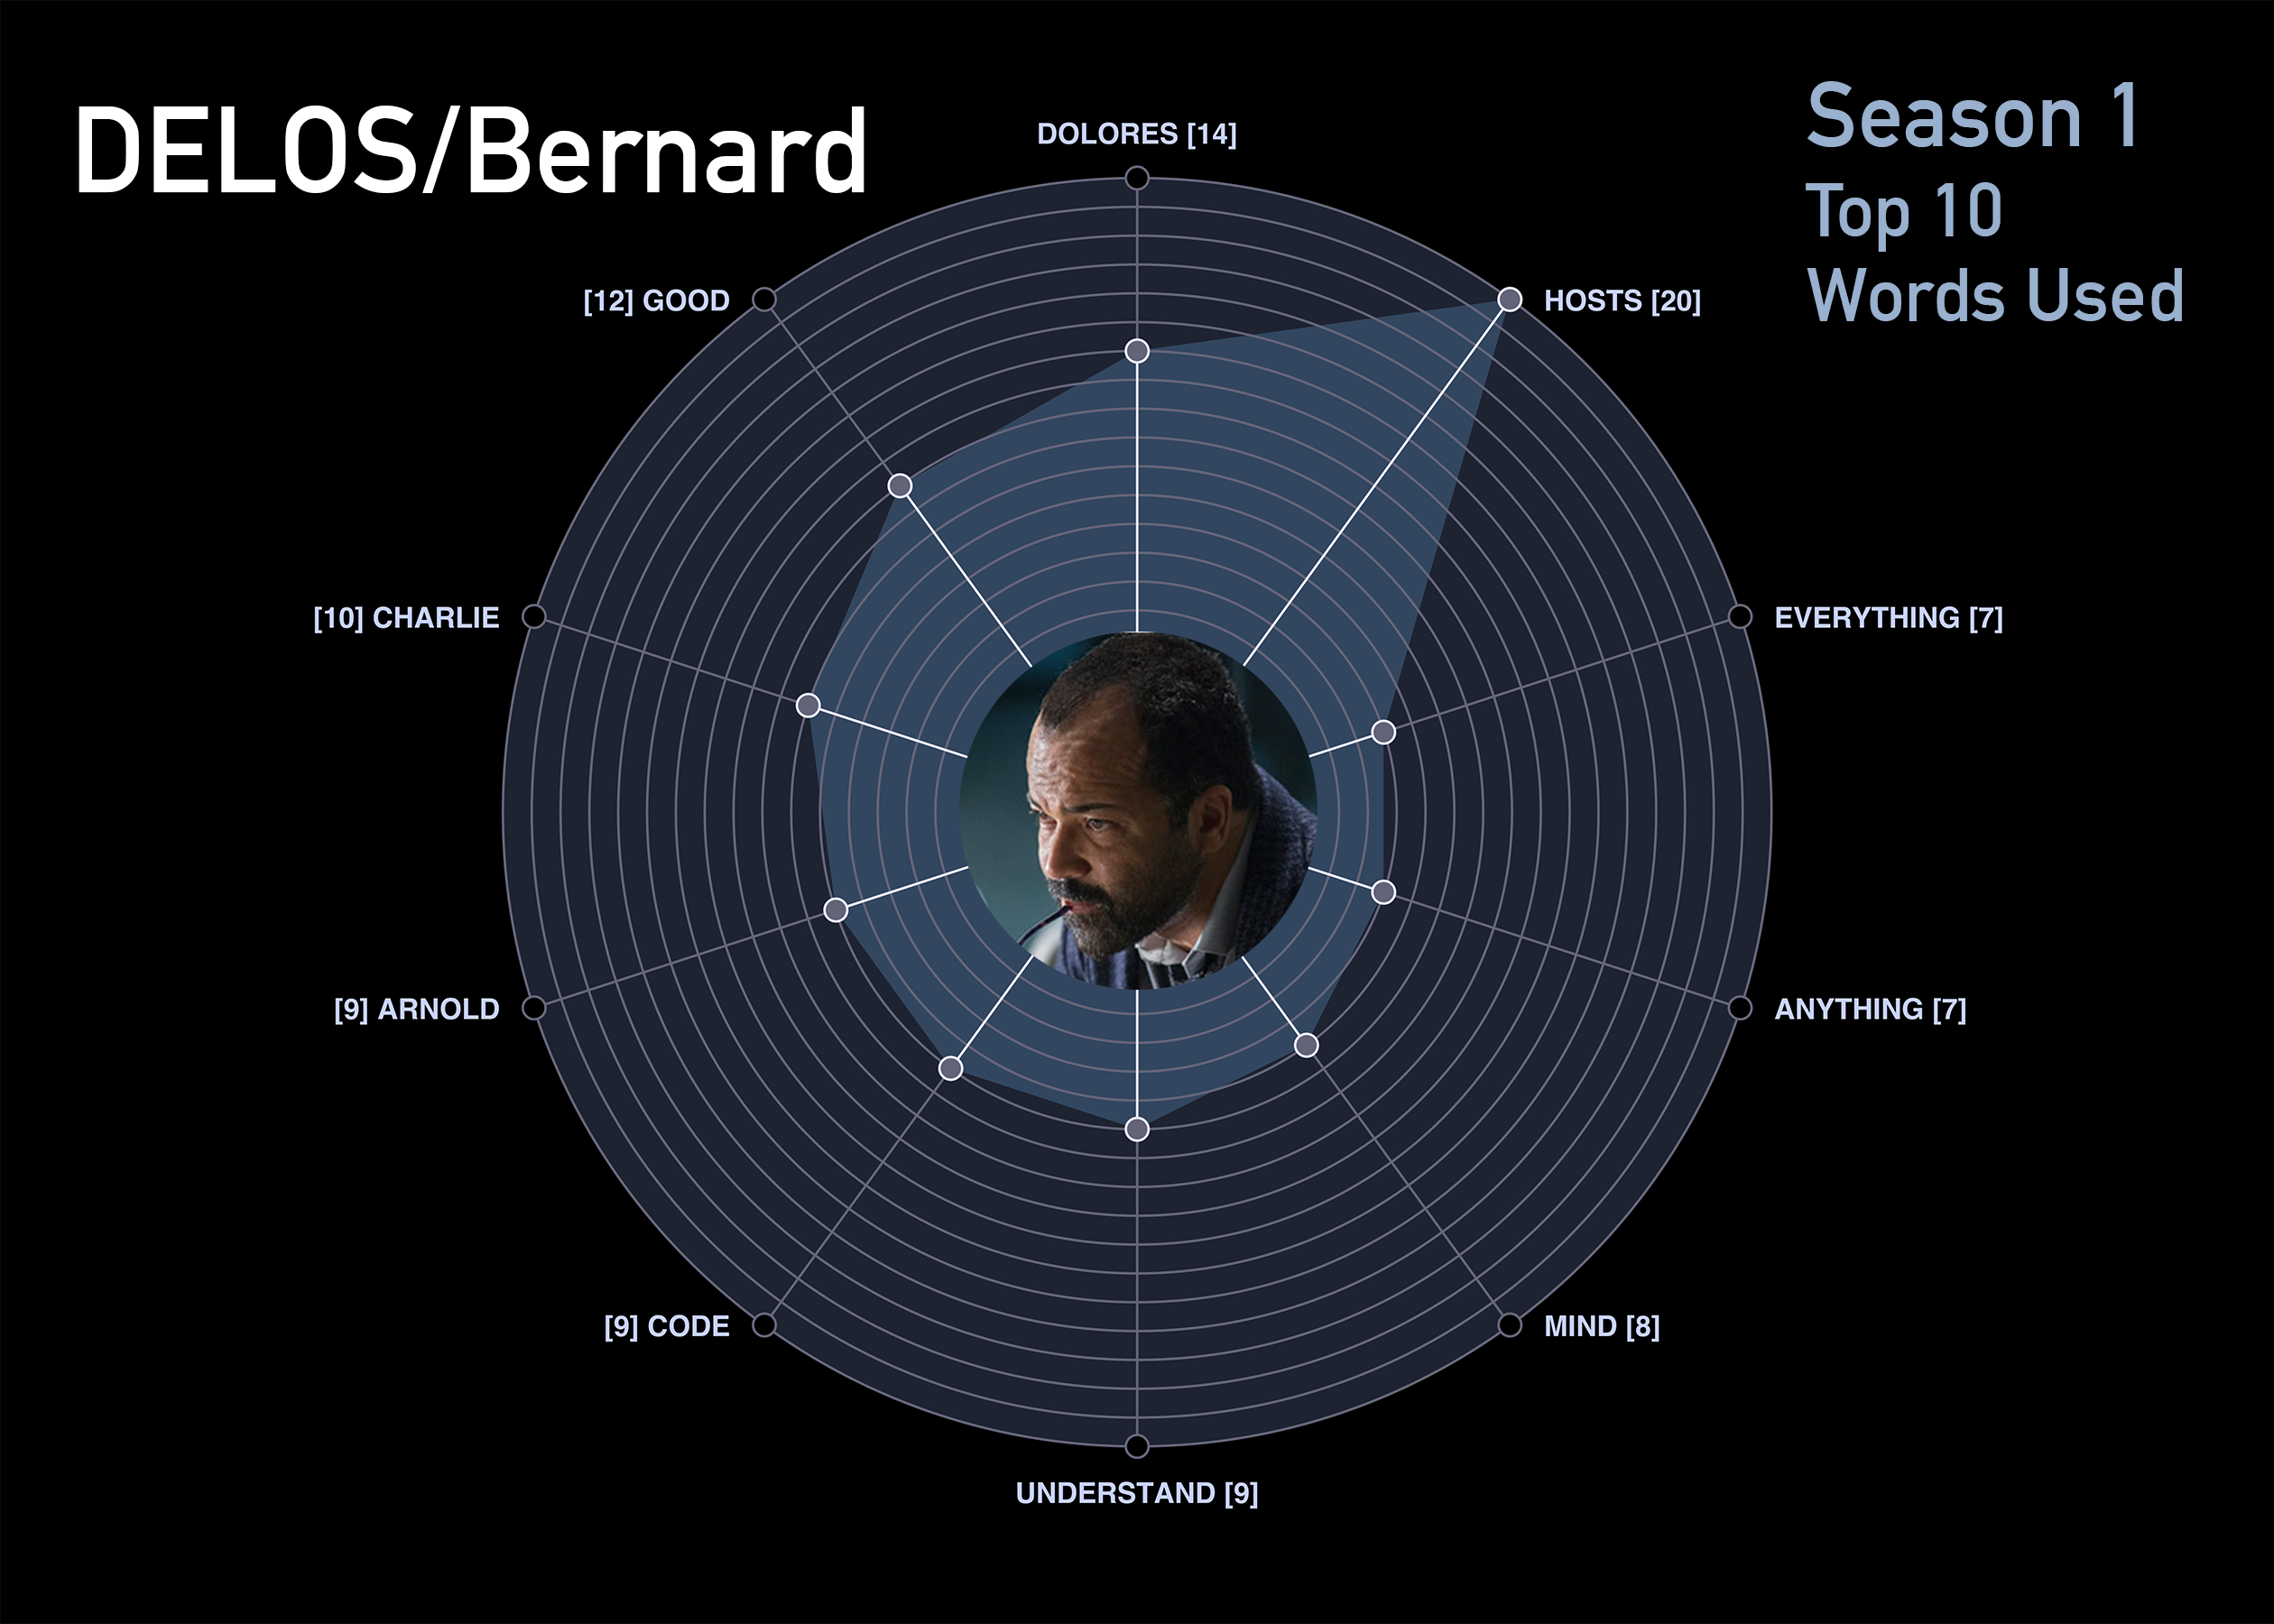 DELOS/Bernard
Season 1
Top 10
Words Used
DOLORES [14]
HOSTS [20]
EVERYTHING [7]
ANYTHING [7]
MIND [8]
UNDERSTAND [9]
[9] CODE
[9] ARNOLD
[10] CHARLIE
[12] GOOD